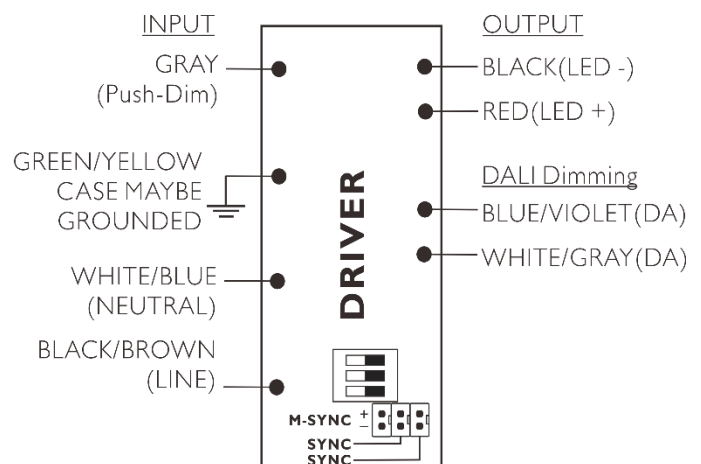 INPUT
GRAY
(Push-Dim)
GREEN/YELLOW
CASE MAYBE
GROUNDED
WHITE/BLUE
(NEUTRAL)
BLACK/BROWN
(LINE)
DRIVER
M-SYNC + –
SYNC
SYNC
OUTPUT
BLACK(LED -)
RED(LED +)
DALI Dimming
BLUE/VIOLET(DA)
WHITE/GRAY(DA)